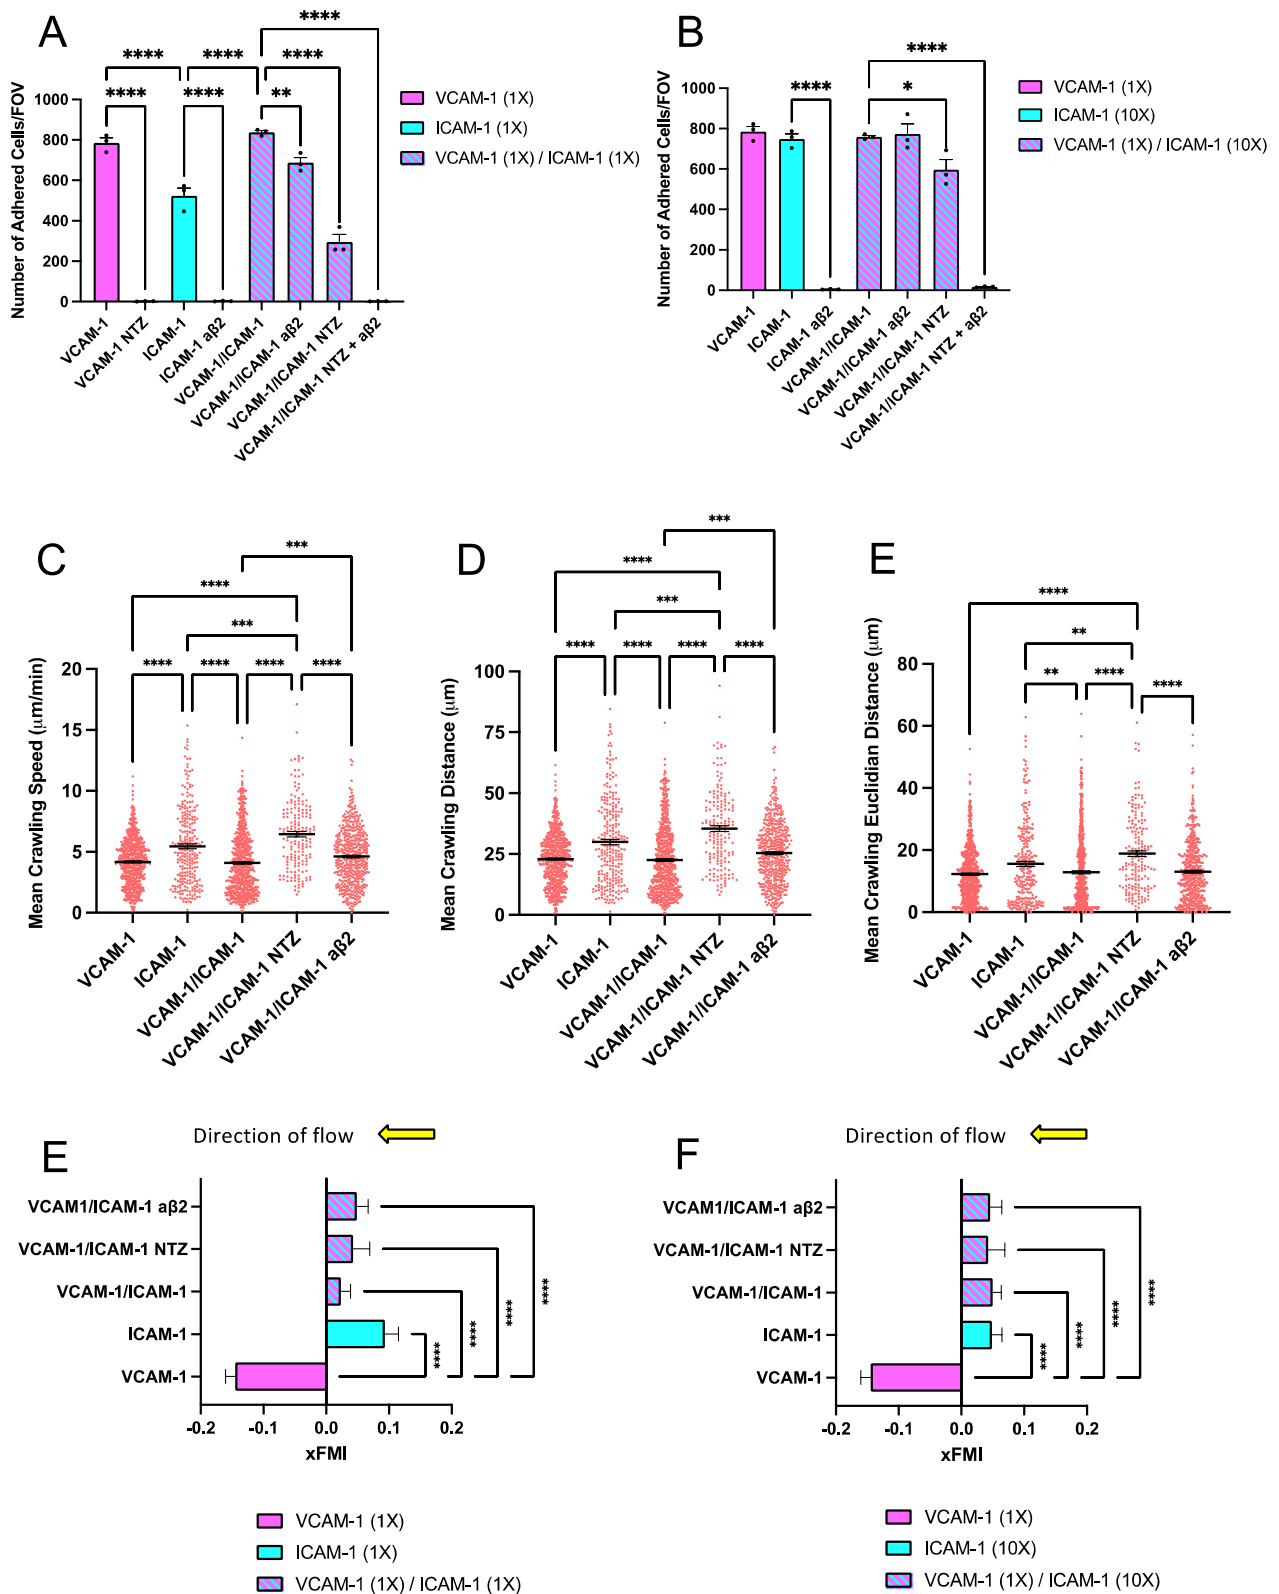 A
****
****
****
****
****
****
**
Number of Adhered Cells/FOV
1000
800
600
400
200
0
VCAM-1
VCAM-1 NTZ
ICAM-1
ICAM-1 aβ2
VCAM-1/ICAM-1
VCAM-1/ICAM-1 aβ2
VCAM-1/ICAM-1 NTZ
VCAM-1/ICAM-1 NTZ + aβ2
VCAM-1 (1X)
ICAM-1 (1X)
VCAM-1 (1X) / ICAM-1 (1X)
B
****
****
*
Number of Adhered Cells/FOV
1000
800
600
400
200
0
VCAM-1
ICAM-1
ICAM-1 aβ2
VCAM-1/ICAM-1
VCAM-1/ICAM-1 aβ2
VCAM-1/ICAM-1 NTZ
VCAM-1/ICAM-1 NTZ + aβ2
VCAM-1 (1X)
ICAM-1 (10X)
VCAM-1 (1X) / ICAM-1 (10X)
C
***
****
***
****
****
****
****
Mean Crawling Speed (μm/min)
20
15
10
5
0
VCAM-1
ICAM-1
VCAM-1/ICAM-1
VCAM-1/ICAM-1 NTZ
VCAM-1/ICAM-1 aβ2
D
***
****
***
****
****
****
****
Mean Crawling Distance (μm)
100
75
50
25
0
VCAM-1
ICAM-1
VCAM-1/ICAM-1
VCAM-1/ICAM-1 NTZ
VCAM-1/ICAM-1 aβ2
E
****
**
**
****
****
Mean Crawling Euclidian Distance (μm)
80
60
40
20
0
VCAM-1
ICAM-1
VCAM-1/ICAM-1
VCAM-1/ICAM-1 NTZ
VCAM-1/ICAM-1 aβ2
E
Direction of flow
VCAM1/ICAM-1 aβ2
VCAM-1/ICAM-1 NTZ
VCAM-1/ICAM-1
ICAM-1
VCAM-1
****
****
****
****
-0.2
-0.1
0.0
0.1
0.2
xFMI
VCAM-1 (1X)
ICAM-1 (1X)
VCAM-1 (1X) / ICAM-1 (1X)
F
Direction of flow
VCAM1/ICAM-1 aβ2
VCAM-1/ICAM-1 NTZ
VCAM-1/ICAM-1
ICAM-1
VCAM-1
****
****
****
****
-0.2
-0.1
0.0
0.1
0.2
xFMI
VCAM-1 (1X)
ICAM-1 (10X)
VCAM-1 (1X) / ICAM-1 (10X)